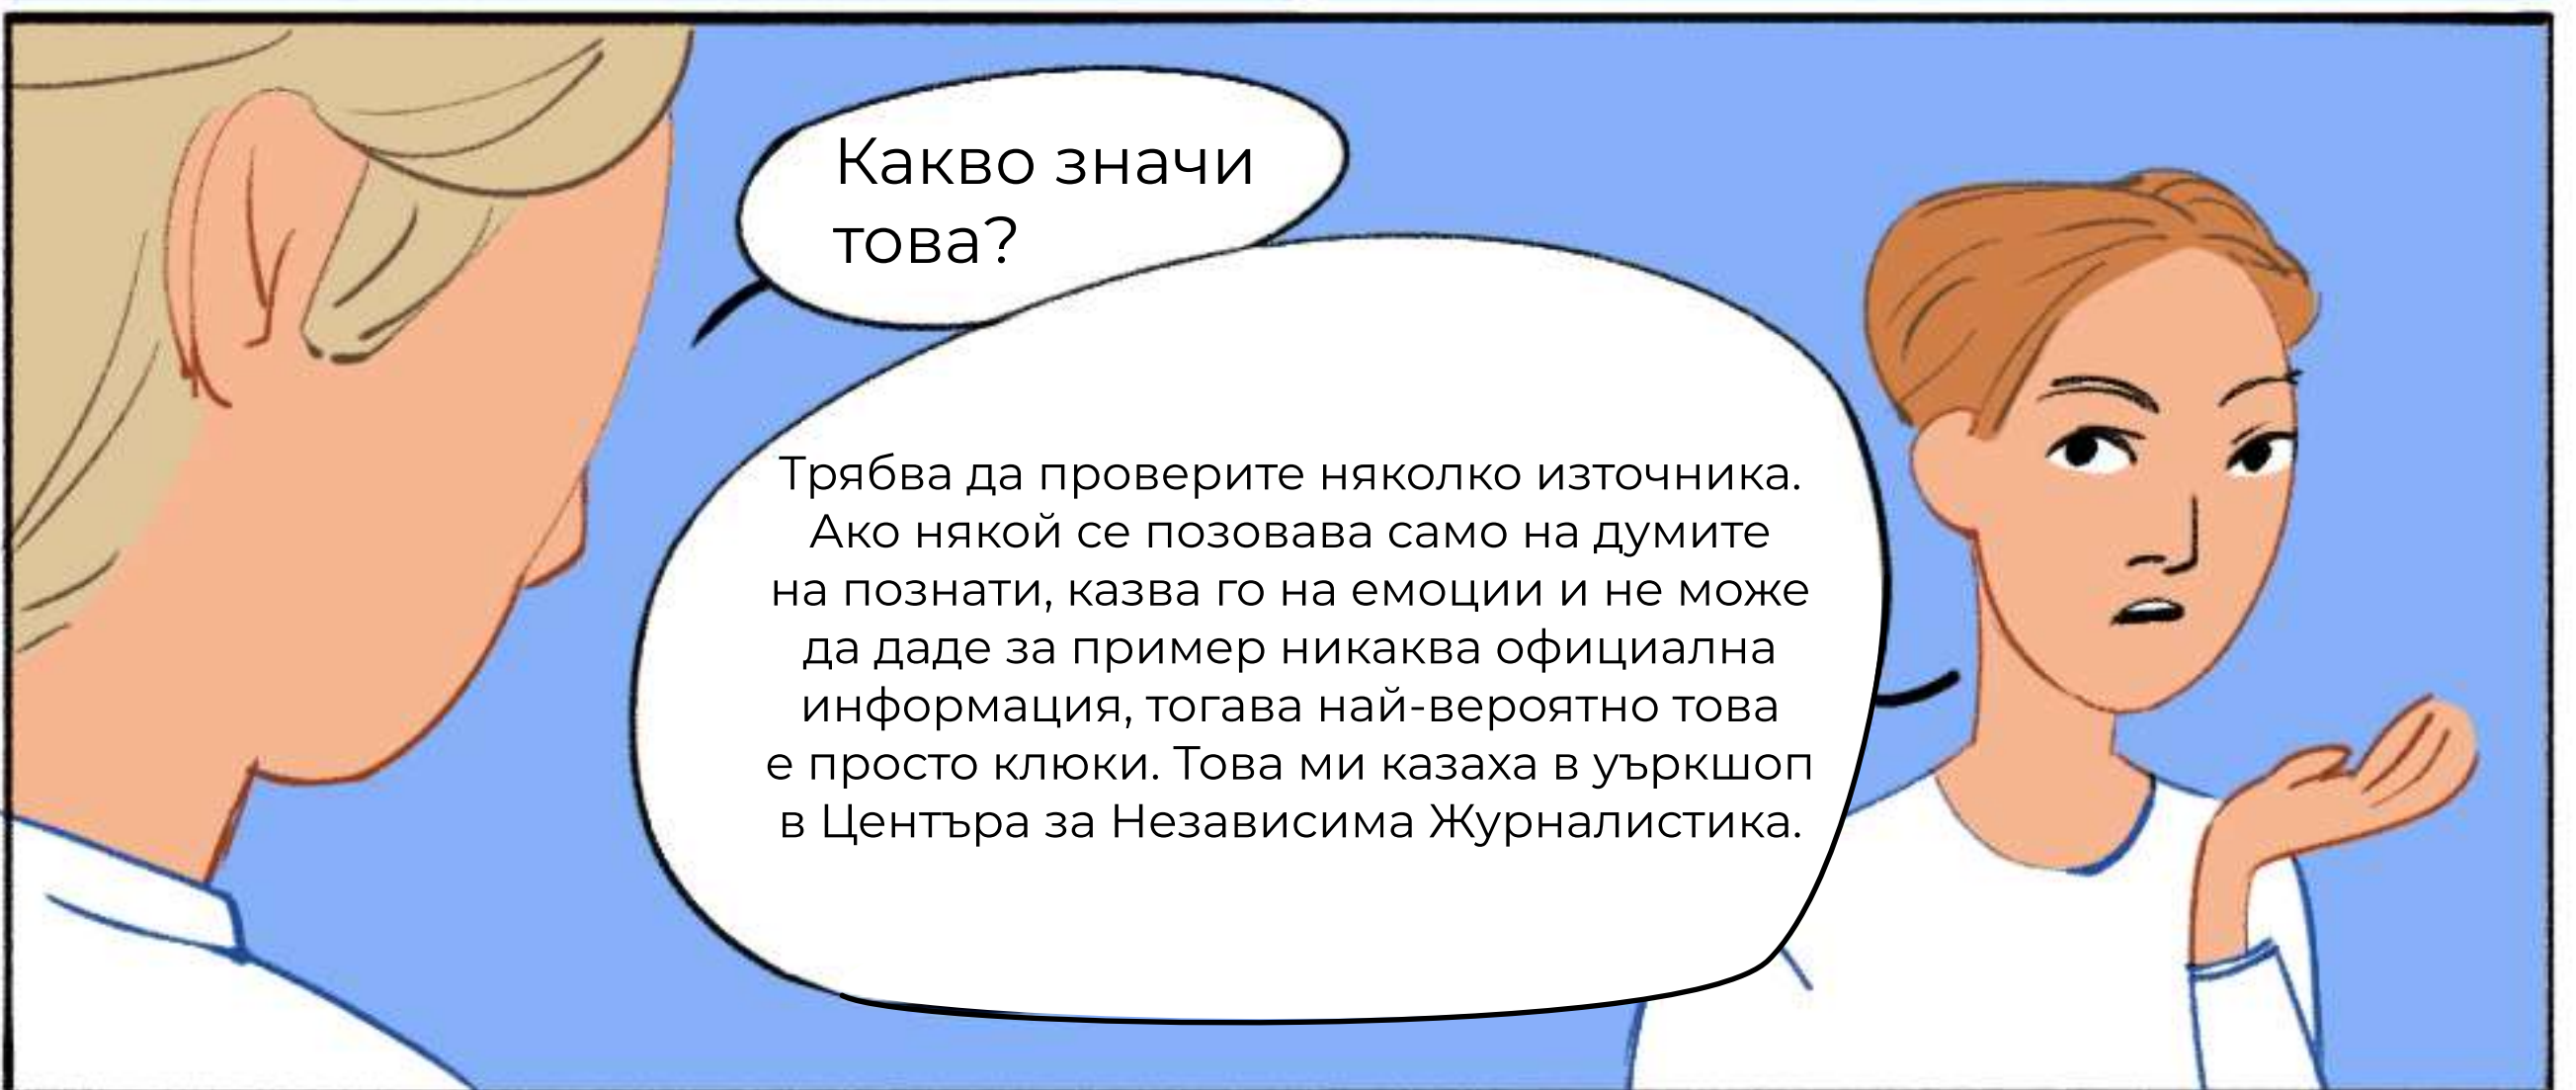 Какво значи
това?
Трябва да проверите няколко източника.
Ако някой се позовава само на думите
на познати, казва го на емоции и не може
да даде за пример никаква официална
информация, тогава най-вероятно това
е просто клюки. Това ми казаха в уъркшоп
в Центъра за Независима Журналистика.